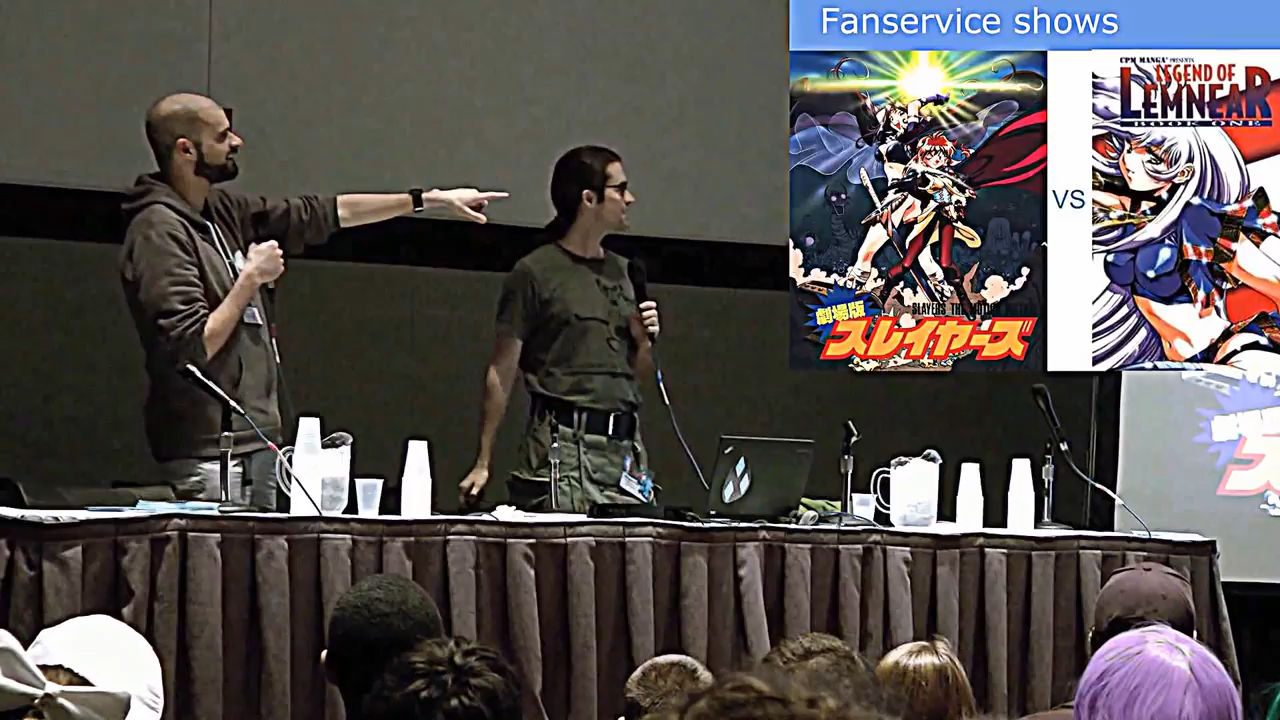 Fanservice shows
CPM MANGA PRESENTS
LEGEND OF
LEMNEAR
BOOK ONE
VS
SLAYERS THE MOTION
劇場版
スレイヤーズ